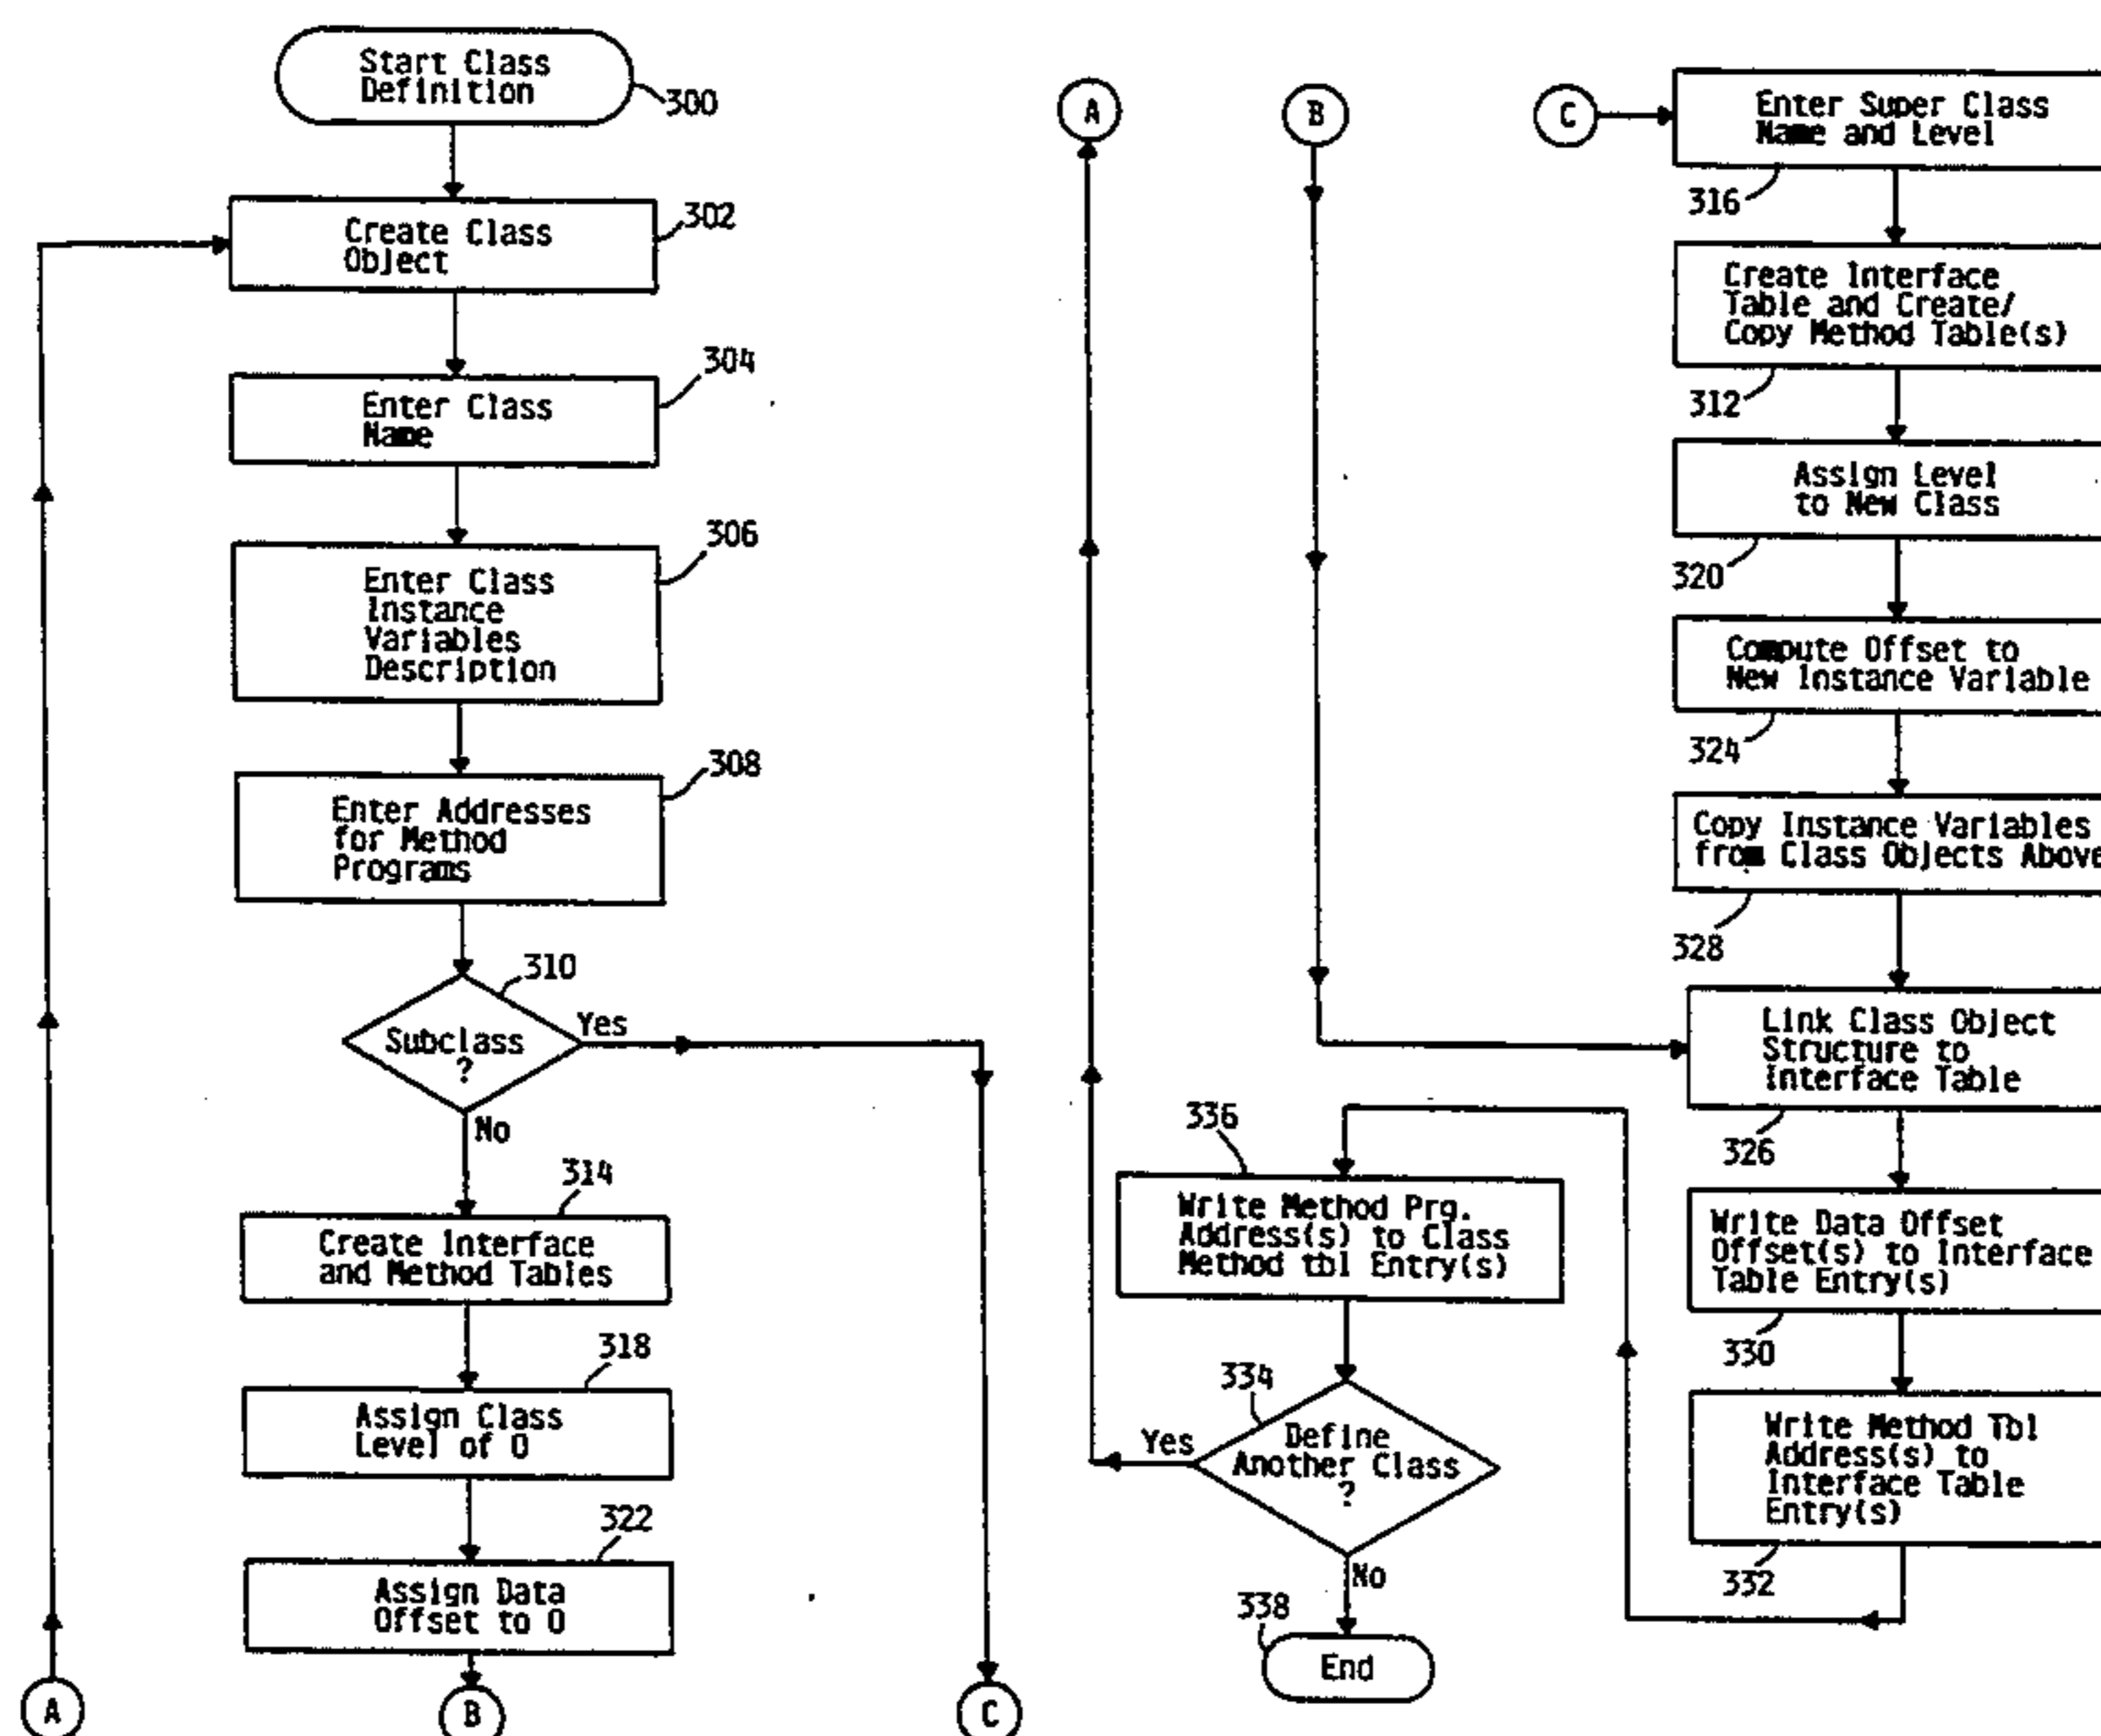 Start Class
Definition
300
Create Class
Object
302
Enter Class
Name
304
Enter Class
Instance
Variables
Description
306
Enter Addresses
for Method
Programs
308
310
Subclass
?
Yes
No
314
Create Interface
and Method Tables
318
Assign Class
Level of 0
322
Assign Data
Offset to 0
A
B
C
A
B
C
Enter Super Class
Name and Level
316
Create Interface
Table and Create/
Copy Method Table(s)
312
Assign Level
to New Class
320
Compute Offset to
New Instance Variable
324
Copy Instance Variables
from Class Objects Above
328
Link Class Object
Structure to
Interface Table
326
Write Data Offset
Offset(s) to Interface
Table Entry(s)
330
Write Method Tbl
Address(s) to
Interface Table
Entry(s)
332
336
Write Method Prg.
Address(s) to Class
Method tbl Entry(s)
334
Define
Another Class
?
Yes
No
338
End